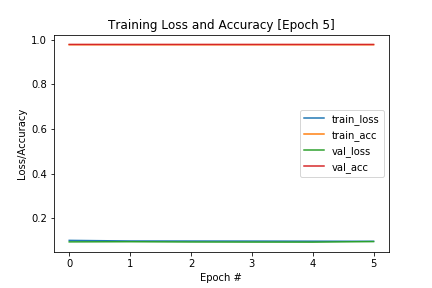 Training Loss and Accuracy [Epoch 5]
1.0
0.8
0.6
0.4
0.2
Loss/Accuracy
train_loss
train_acc
val_loss
val_acc
0 1 2 3 4 5
Epoch #